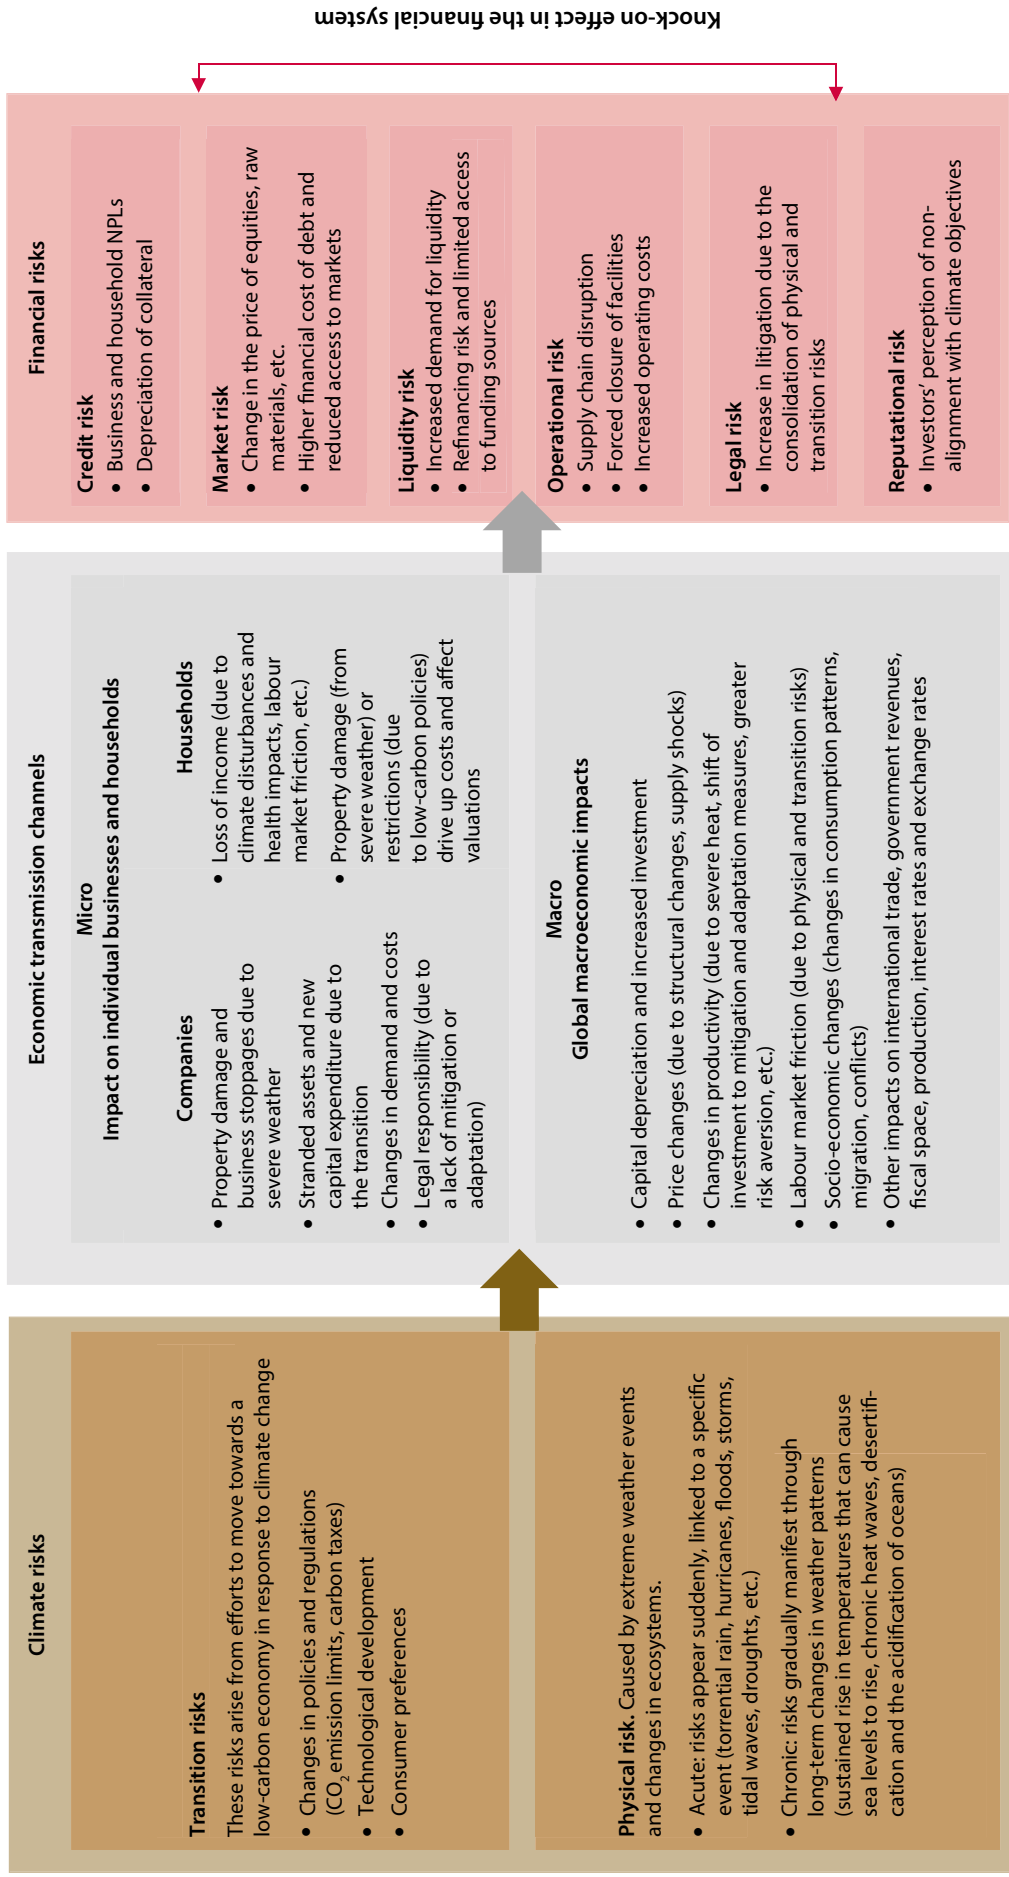 Climate risks
Transition risks
These risks arise from efforts to move towards a
low-carbon economy in response to climate change
• Changes in policies and regulations
(CO2 emission limits, carbon taxes)
• Technological development
• Consumer preferences
Physical risk. Caused by extreme weather events
and changes in ecosystems.
• Acute: risks appear suddenly, linked to a specific
event (torrential rain, hurricanes, floods, storms,
tidal waves, droughts, etc.)
• Chronic: risks gradually manifest through
long-term changes in weather patterns
(sustained rise in temperatures that can cause
sea levels to rise, chronic heat waves, desertifi-
cation and the acidification of oceans)
Economic transmission channels
Micro
Impact on individual businesses and households
Companies
• Property damage and
business stoppages due to
severe weather
• Stranded assets and new
capital expenditure due to
the transition
• Changes in demand and costs
• Legal responsibility (due to
a lack of mitigation or
adaptation)
Households
• Loss of income (due to
climate disturbances and
health impacts, labour
market friction, etc.)
• Property damage (from
severe weather) or
restrictions (due
to low-carbon policies)
drive up costs and affect
valuations
Macro
Global macroeconomic impacts
• Capital depreciation and increased investment
• Price changes (due to structural changes, supply shocks)
• Changes in productivity (due to severe heat, shift of
investment to mitigation and adaptation measures, greater
risk aversion, etc.)
• Labour market friction (due to physical and transition risks)
• Socio-economic changes (changes in consumption patterns,
migration, conflicts)
• Other impacts on international trade, government revenues,
fiscal space, production, interest rates and exchange rates
Financial risks
Credit risk
• Business and household NPLs
• Depreciation of collateral
Market risk
• Change in the price of equities, raw
materials, etc.
• Higher financial cost of debt and
reduced access to markets
Liquidity risk
• Increased demand for liquidity
• Refinancing risk and limited access
to funding sources
Operational risk
• Supply chain disruption
• Forced closure of facilities
• Increased operating costs
Legal risk
• Increase in litigation due to the
consolidation of physical and
transition risks
Reputational risk
• Investors' perception of non-
alignment with climate objectives
Knock-on effect in the financial system